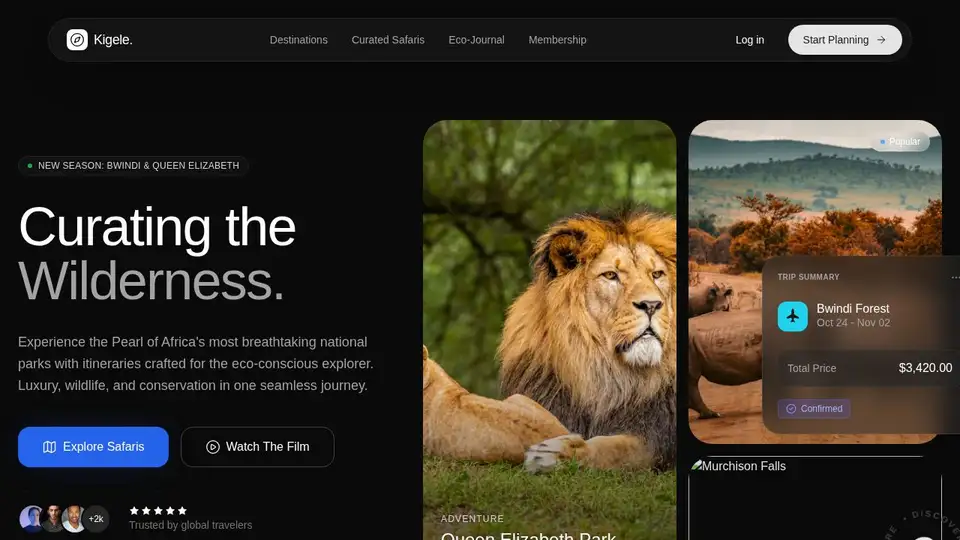 Kigele.
Destinations
Curated Safaris
Eco-Journal
Membership
Log in
Start Planning
NEW SEASON: BWINDI & QUEEN ELIZABETH
Curating the
Wilderness.
Experience the Pearl of Africa's most breathtaking national
parks with itineraries crafted for the eco-conscious explorer.
Luxury, wildlife, and conservation in one seamless journey.
Explore Safaris
Watch The Film
+2k
Trusted by global travelers
ADVENTURE
Queen Elizabeth Park
Popular
TRIP SUMMARY
Bwindi Forest
Oct 24 - Nov 02
Total Price
$3,420.00
Confirmed
Murchison Falls